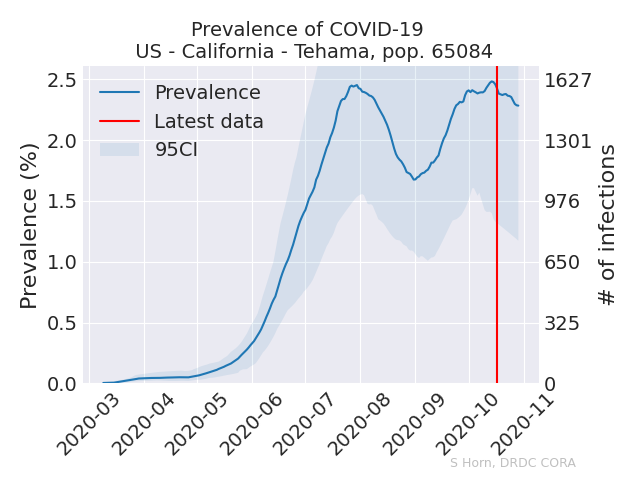 Prevalence of COVID-19
US - California - Tehama, pop. 65084
Prevalence (%)
2.5
2.0
1.5
1.0
0.5
0.0
Prevalence
Latest data
95CI
1627
1301
976
650
325
0
# of infections
2020-03
2020-04
2020-05
2020-06
2020-07
2020-08
2020-09
2020-10
2020-11
S Horn, DRDC CORA